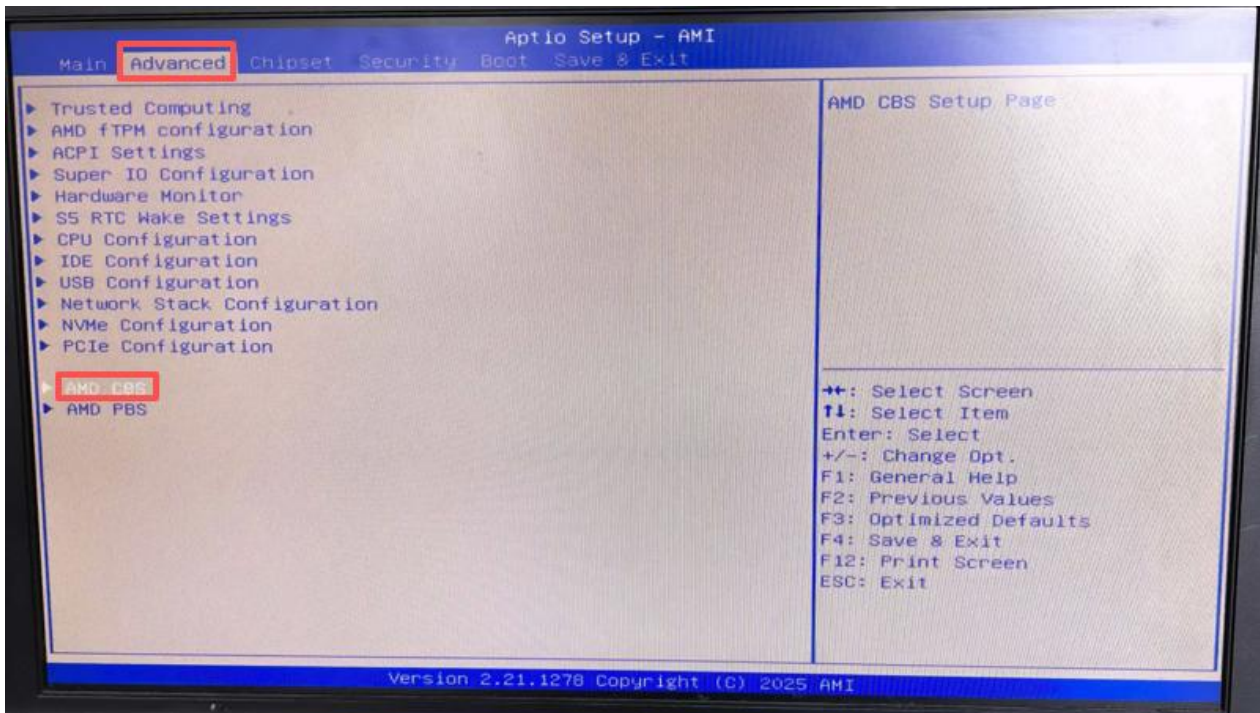 Aptio Setup - AMI
Main Advanced Chipset Security Boot Save & Exit
Trusted Computing
AMD fTPM configuration
ACPI Settings
Super IO Configuration
Hardware Monitor
S5 RTC Wake Settings
CPU Configuration
IDE Configuration
USB Configuration
Network Stack Configuration
NVMe Configuration
PCIe Configuration
AMD CBS
AMD PBS
AMD CBS Setup Page
→←: Select Screen
↑↓: Select Item
Enter: Select
+/-: Change Opt.
F1: General Help
F2: Previous Values
F3: Optimized Defaults
F4: Save & Exit
F12: Print Screen
ESC: Exit
Version 2.21.1278 Copyright (C) 2025 AMI